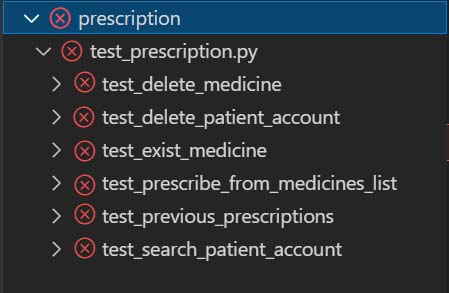 prescription
test_prescription.py
test_delete_medicine
test_delete_patient_account
test_exist_medicine
test_prescribe_from_medicines_list
test_previous_prescriptions
test_search_patient_account